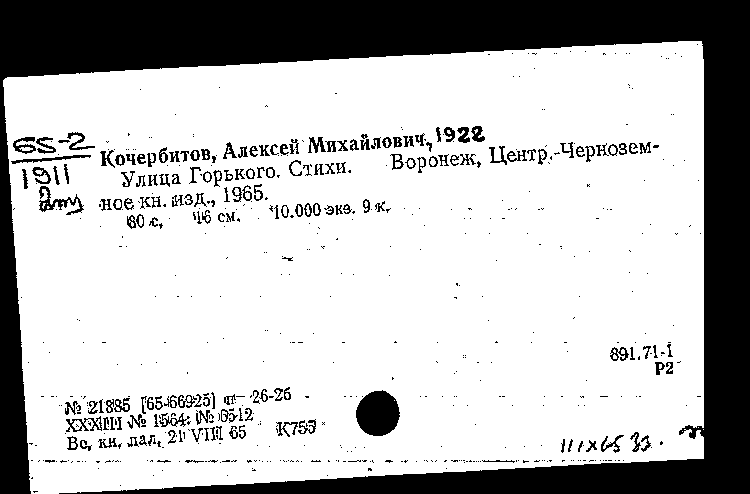 65-2
1911
Кочербитов, Алексей Михайлович, 1922
Улица Горького. Стихи. Воронеж, Центр.-Чернозем-
ное кн. изд., 1965.
60 с. 16 см. 10.000 экз. 9 к.
891.71-1
Р2
№ 21885 [65-66925] п 26-26
XXXIII № 1564: № 6512
Вс. кн. пал. 21 VIII 65 К755